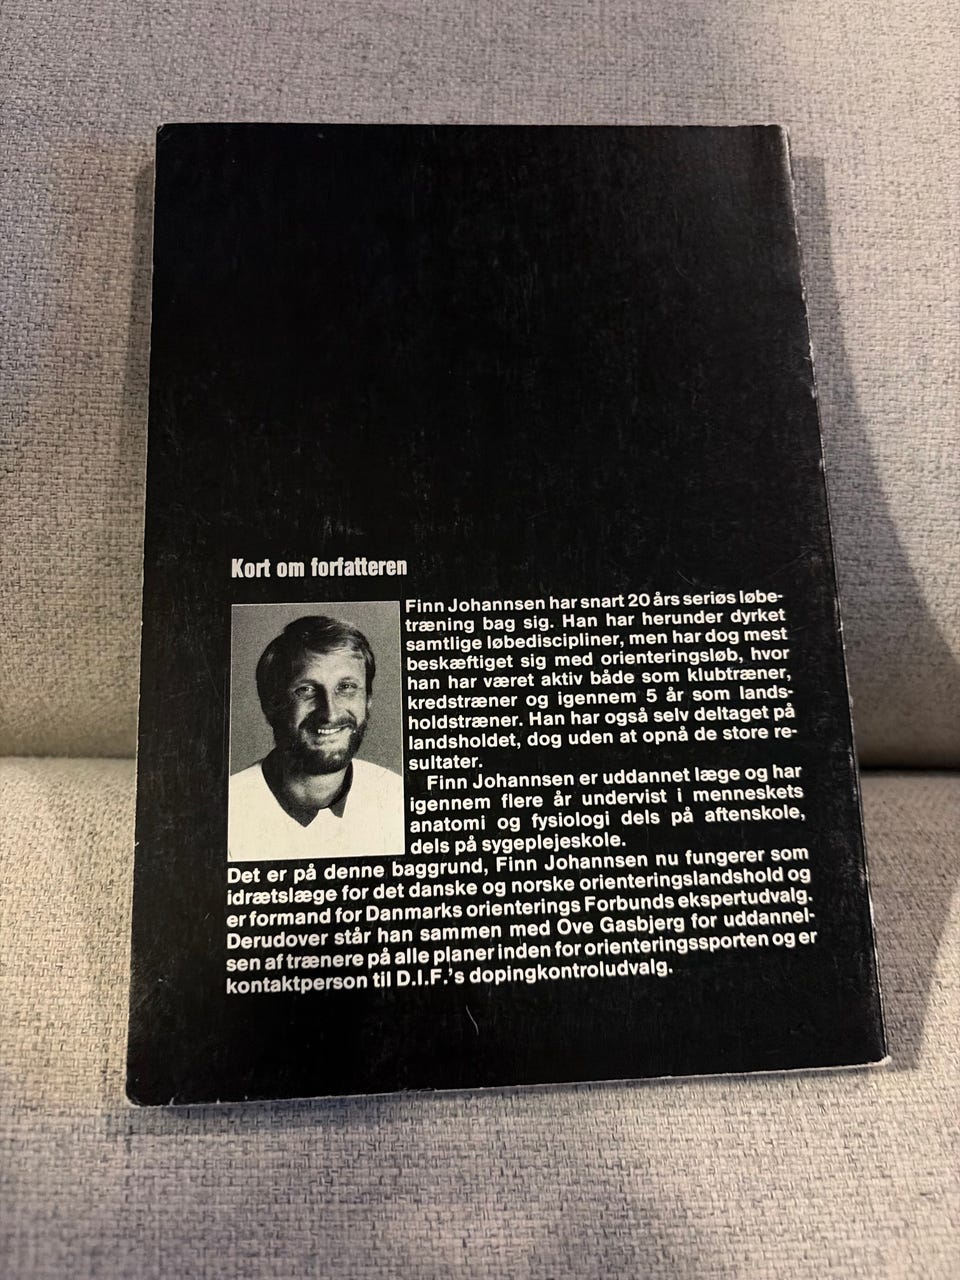 Kort om forfatteren
Finn Johannsen har snart 20 års seriøs løbe-
træning bag sig. Han har herunder dyrket
samtlige løbediscipliner, men har dog mest
beskæftiget sig med orienteringsløb, hvor
han har været aktiv både som klubtræner,
kredstræner og igennem 5 år som lands-
holdstræner. Han har også selv deltaget på
landsholdet, dog uden at opnå de store re-
sultater.
Finn Johannsen er uddannet læge og har
igennem flere år undervist i menneskets
anatomi og fysiologi dels på aftenskole,
dels på sygeplejeskole.
Det er på denne baggrund, Finn Johannsen nu fungerer som
idrætslæge for det danske og norske orienteringslandshold og
er formand for Danmarks orienterings Forbunds ekspertudvalg.
Derudover står han sammen med Ove Gasbjerg for uddannel-
sen af trænere på alle planer inden for orienteringssporten og er
kontaktperson til D.I.F.'s dopingkontroludvalg.